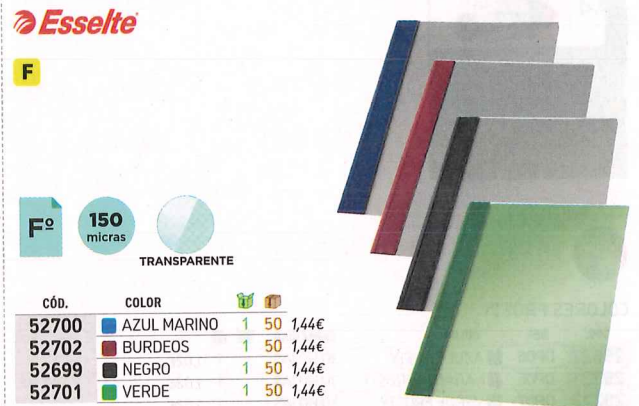 Esselte
F
Fº
150
micras
TRANSPARENTE
CÓD. COLOR
52700 AZUL MARINO 1 50 1,44€
52702 BURDEOS 1 50 1,44€
52699 NEGRO 1 50 1,44€
52701 VERDE 1 50 1,44€